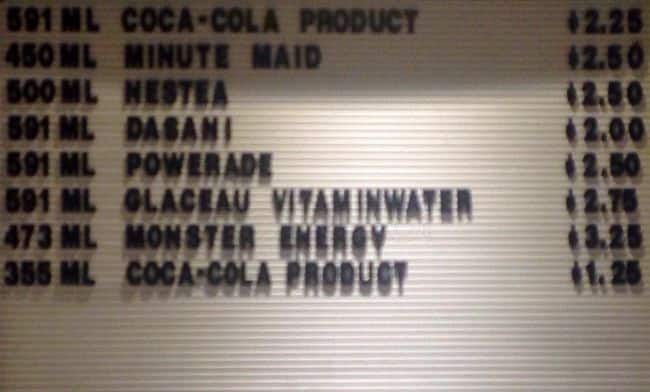 591 ML COCA-COLA PRODUCT $2.25
450 ML MINUTE MAID $2.50
500 ML NESTEA $2.50
591 ML DASANI $2.00
591 ML POWERADE $2.50
591 ML GLACEAU VITAMINWATER $2.75
473 ML MONSTER ENERGY $3.25
355 ML COCA-COLA PRODUCT $1.25